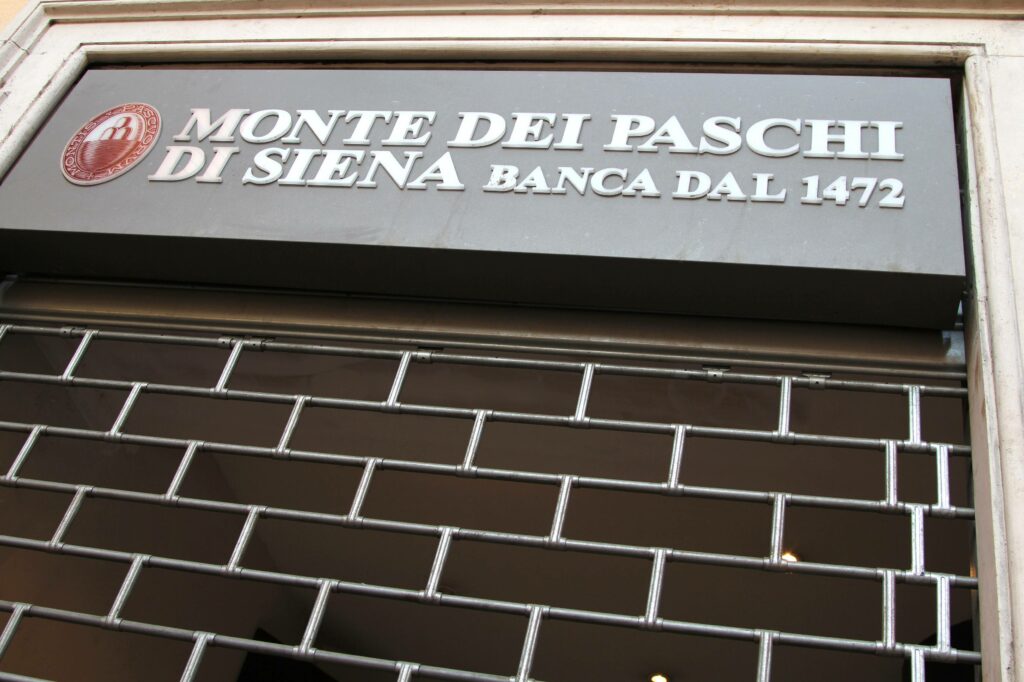 MONTE DEI PASCHI
DI SIENA BANCA DAL 1472